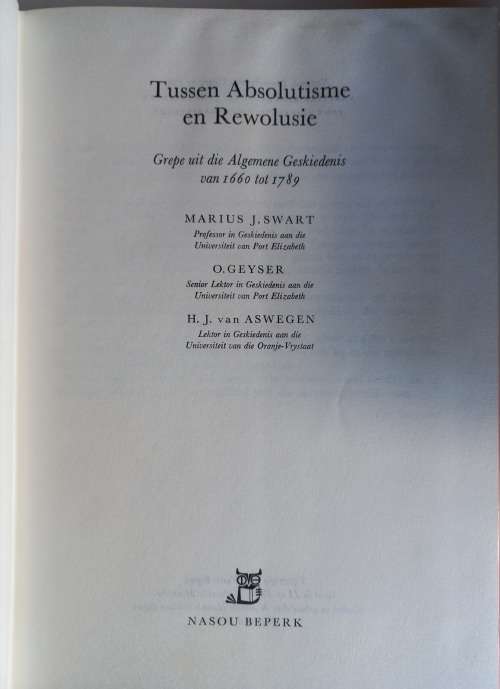 Tussen Absolutisme
en Rewolusie
Grepe uit die Algemene Geskiedenis
van 1660 tot 1789
MARIUS J. SWART
Professor in Geskiedenis aan die
Universiteit van Port Elizabeth
O. GEYSER
Senior Lektor in Geskiedenis aan die
Universiteit van Port Elizabeth
H. J. van ASWEGEN
Lektor in Geskiedenis aan die
Universiteit van die Oranje-Vrystaat
NASOU BEPERK